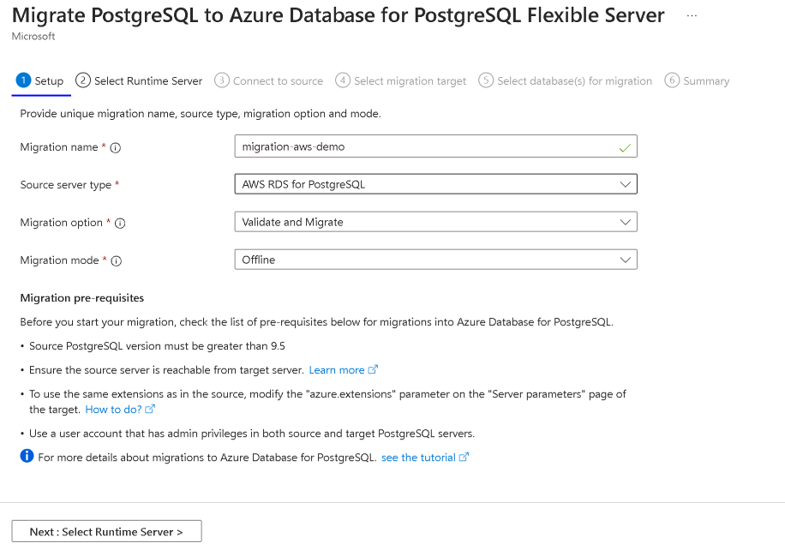 Migrate PostgreSQL to Azure Database for PostgreSQL Flexible Server ...
Microsoft
1 Setup 2 Select Runtime Server 3 Connect to source 4 Select migration target 5 Select database(s) for migration 6 Summary
Provide unique migration name, source type, migration option and mode.
Migration name * migration-aws-demo
Source server type * AWS RDS for PostgreSQL
Migration option * Validate and Migrate
Migration mode * Offline
Migration pre-requisites
Before you start your migration, check the list of pre-requisites below for migrations into Azure Database for PostgreSQL.
• Source PostgreSQL version must be greater than 9.5
• Ensure the source server is reachable from target server. Learn more
• To use the same extensions as in the source, modify the "azure.extensions" parameter on the "Server parameters" page of
the target. How to do?
• Use a user account that has admin privileges in both source and target PostgreSQL servers.
For more details about migrations to Azure Database for PostgreSQL. see the tutorial
Next : Select Runtime Server >